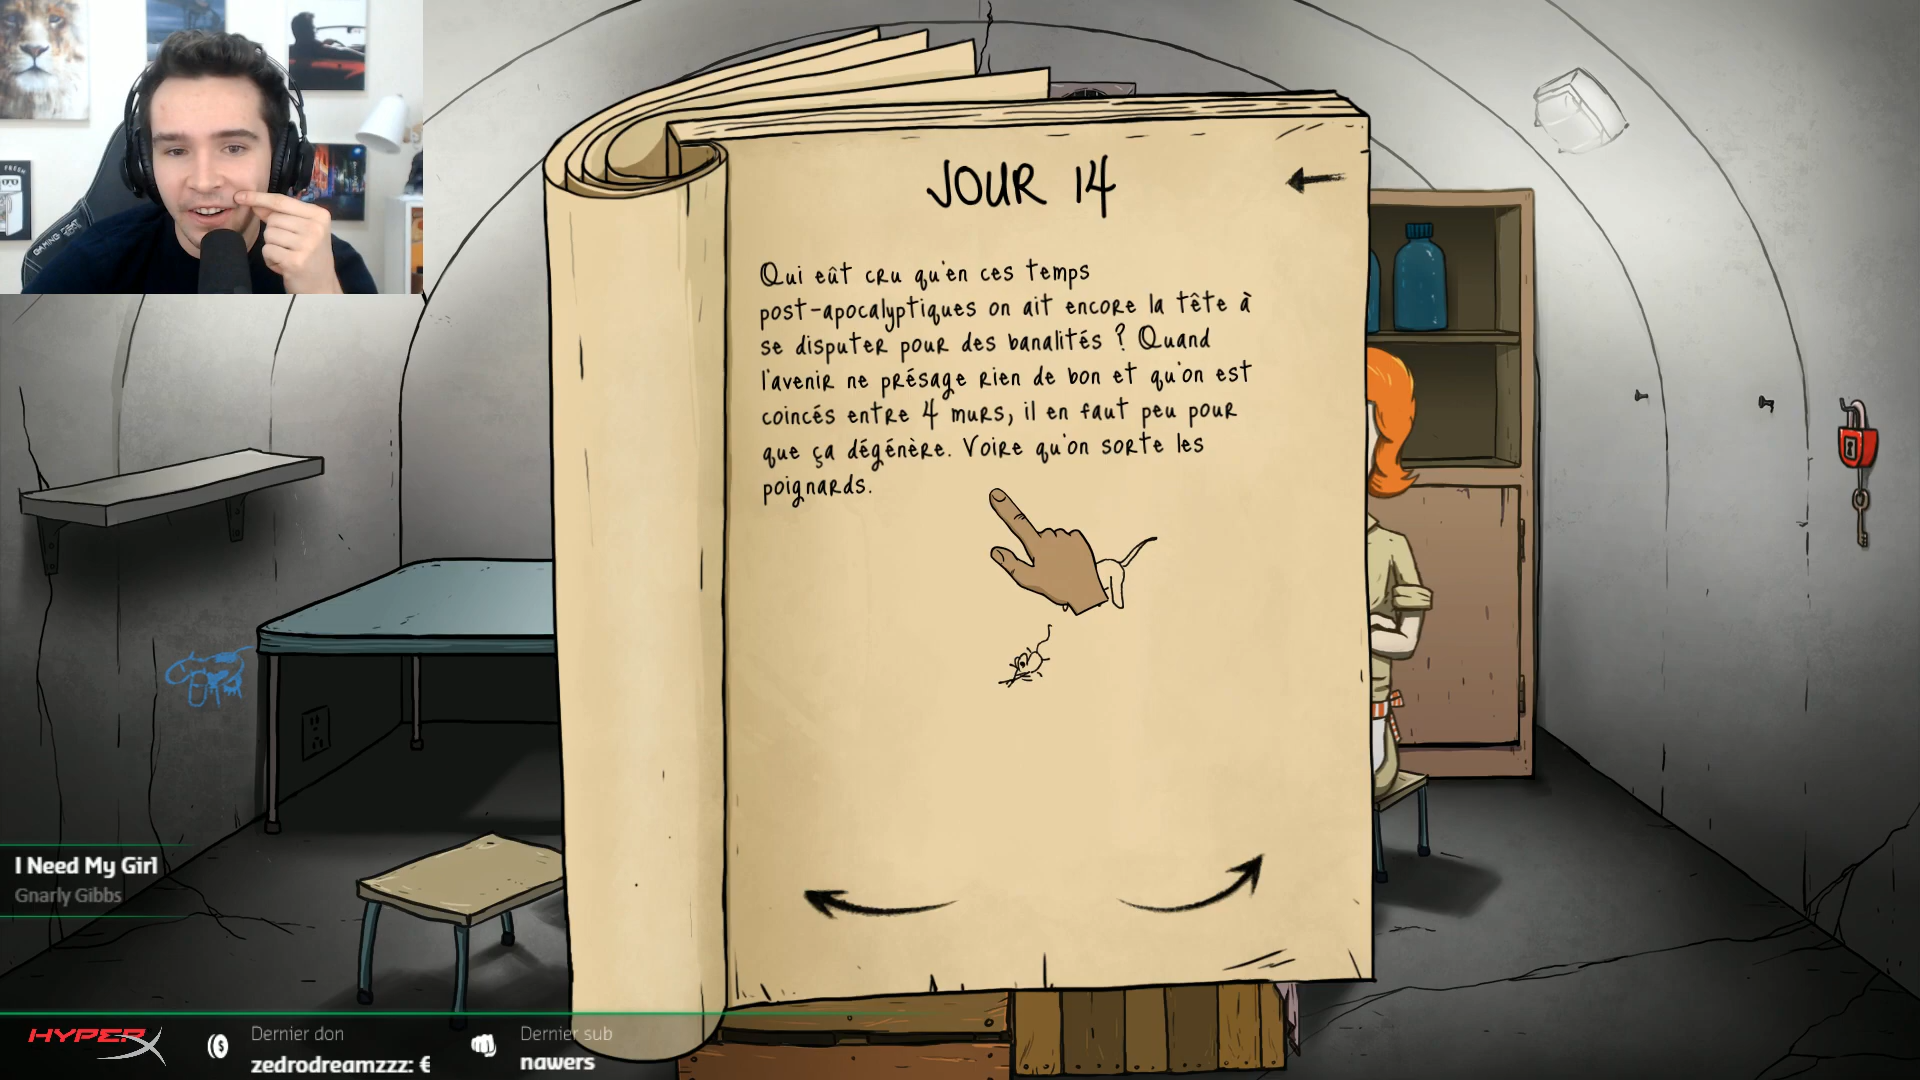 FRESH
GAMING
JOUR 14
Qui eût cru qu'en ces temps
post-apocalyptiques on ait encore la tête à
se disputer pour des banalités ? Quand
l'avenir ne présage rien de bon et qu'on est
coincés entre 4 murs, il en faut peu pour
que ça dégénère. Voire qu'on sorte les
poignards.
I Need My Girl
Gnarly Gibbs
HYPERX
Dernier don
zedrodreamzzz: €
Dernier sub
nawers